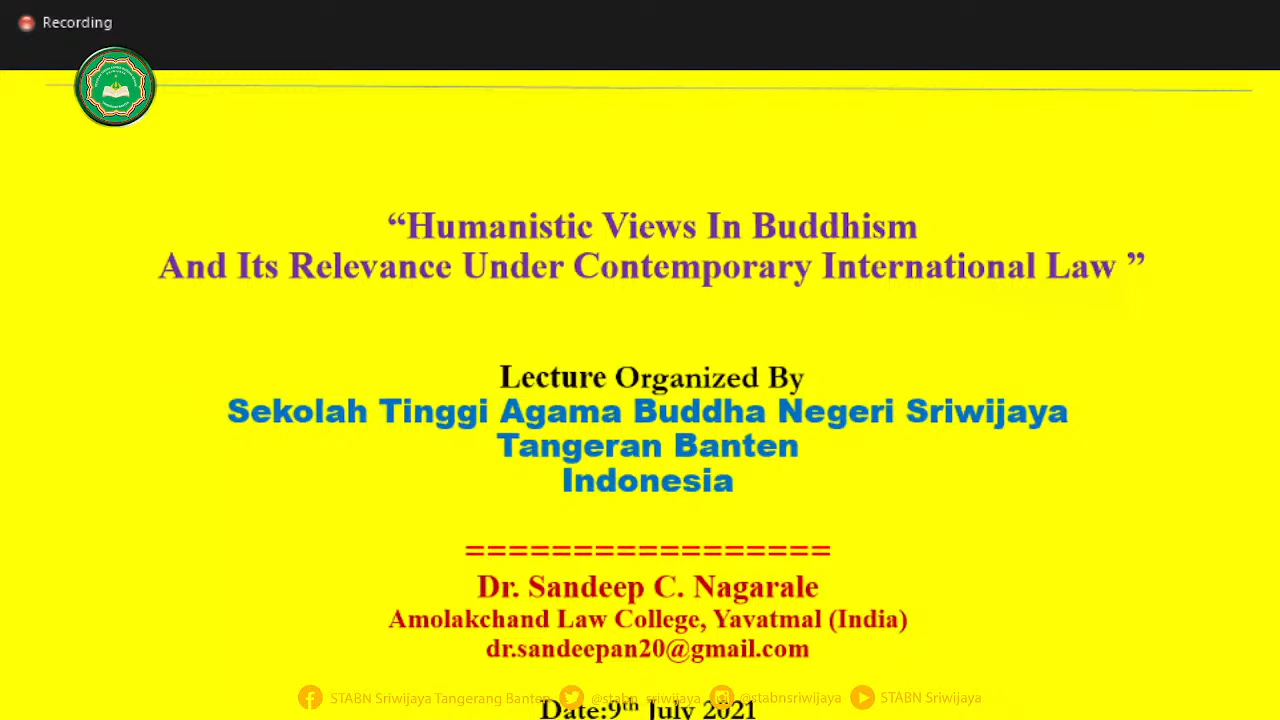 Recording
“Humanistic Views In Buddhism
And Its Relevance Under Contemporary International Law ”
Lecture Organized By
Sekolah Tinggi Agama Buddha Negeri Sriwijaya
Tangeran Banten
Indonesia
=================
Dr. Sandeep C. Nagarale
Amolakchand Law College, Yavatmal (India)
dr.sandeepan20@gmail.com
STABN Sriwijaya Tangerang Banten @stabn_sriwijaya @stabnsriwijaya STABN Sriwijaya
Date:9th July 2021